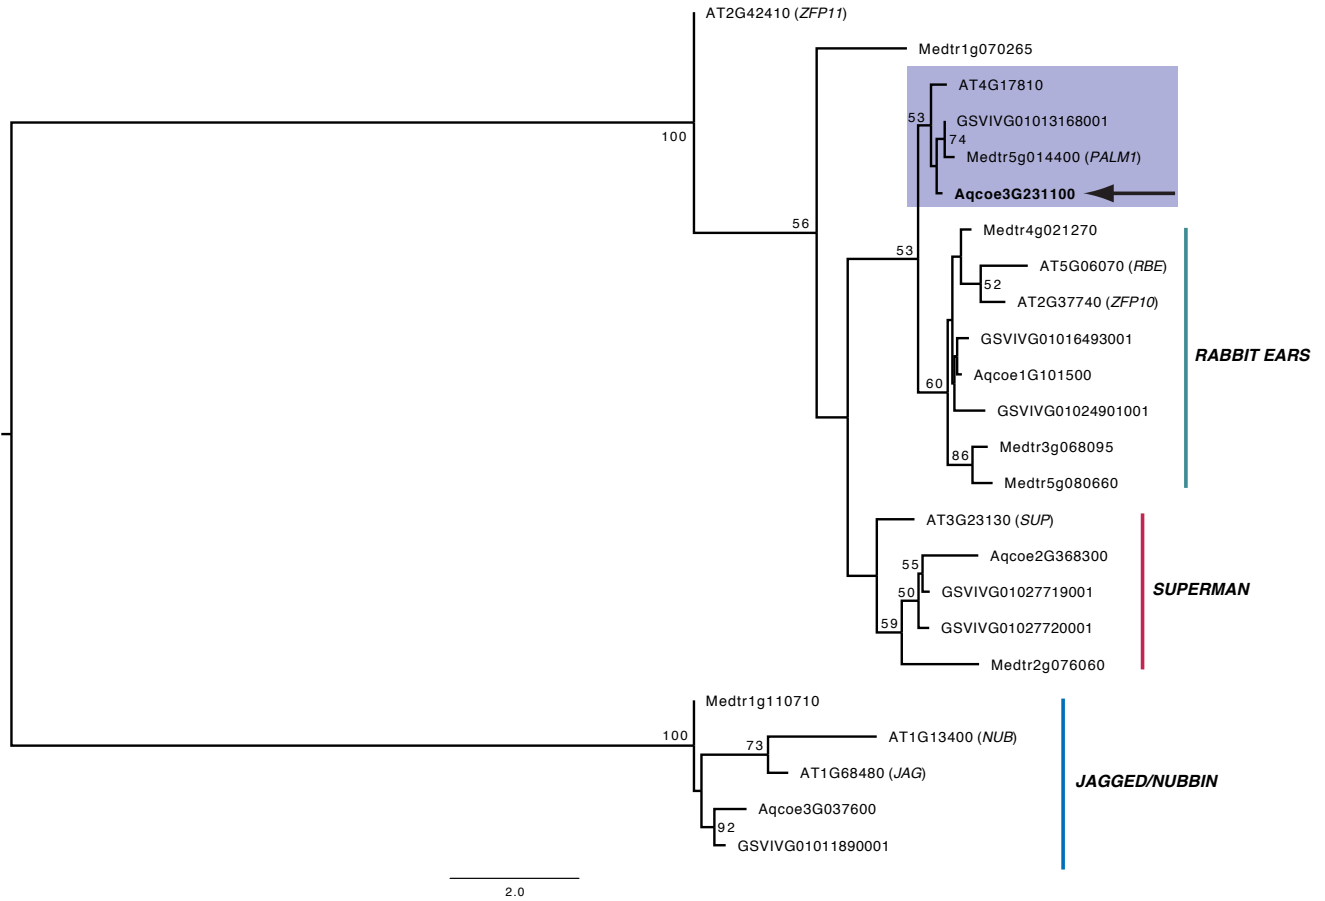 AT2G42410 (ZFP11)
Medtr1g070265
AT4G17810
53
GSVIVG01013168001
74
Medtr5g014400 (PALM1)
100
Aqcoe3G231100
56
Medtr4g021270
53
AT5G06070 (RBE)
52
AT2G37740 (ZFP10)
GSVIVG01016493001
RABBIT EARS
Aqcoe1G101500
60
GSVIVG01024901001
Medtr3g068095
86
Medtr5g080660
AT3G23130 (SUP)
Aqcoe2G368300
55
GSVIVG01027719001
SUPERMAN
50
GSVIVG01027720001
59
Medtr2g076060
Medtr1g110710
100
AT1G13400 (NUB)
73
AT1G68480 (JAG)
JAGGED/NUBBIN
Aqcoe3G037600
92
GSVIVG01011890001
2.0